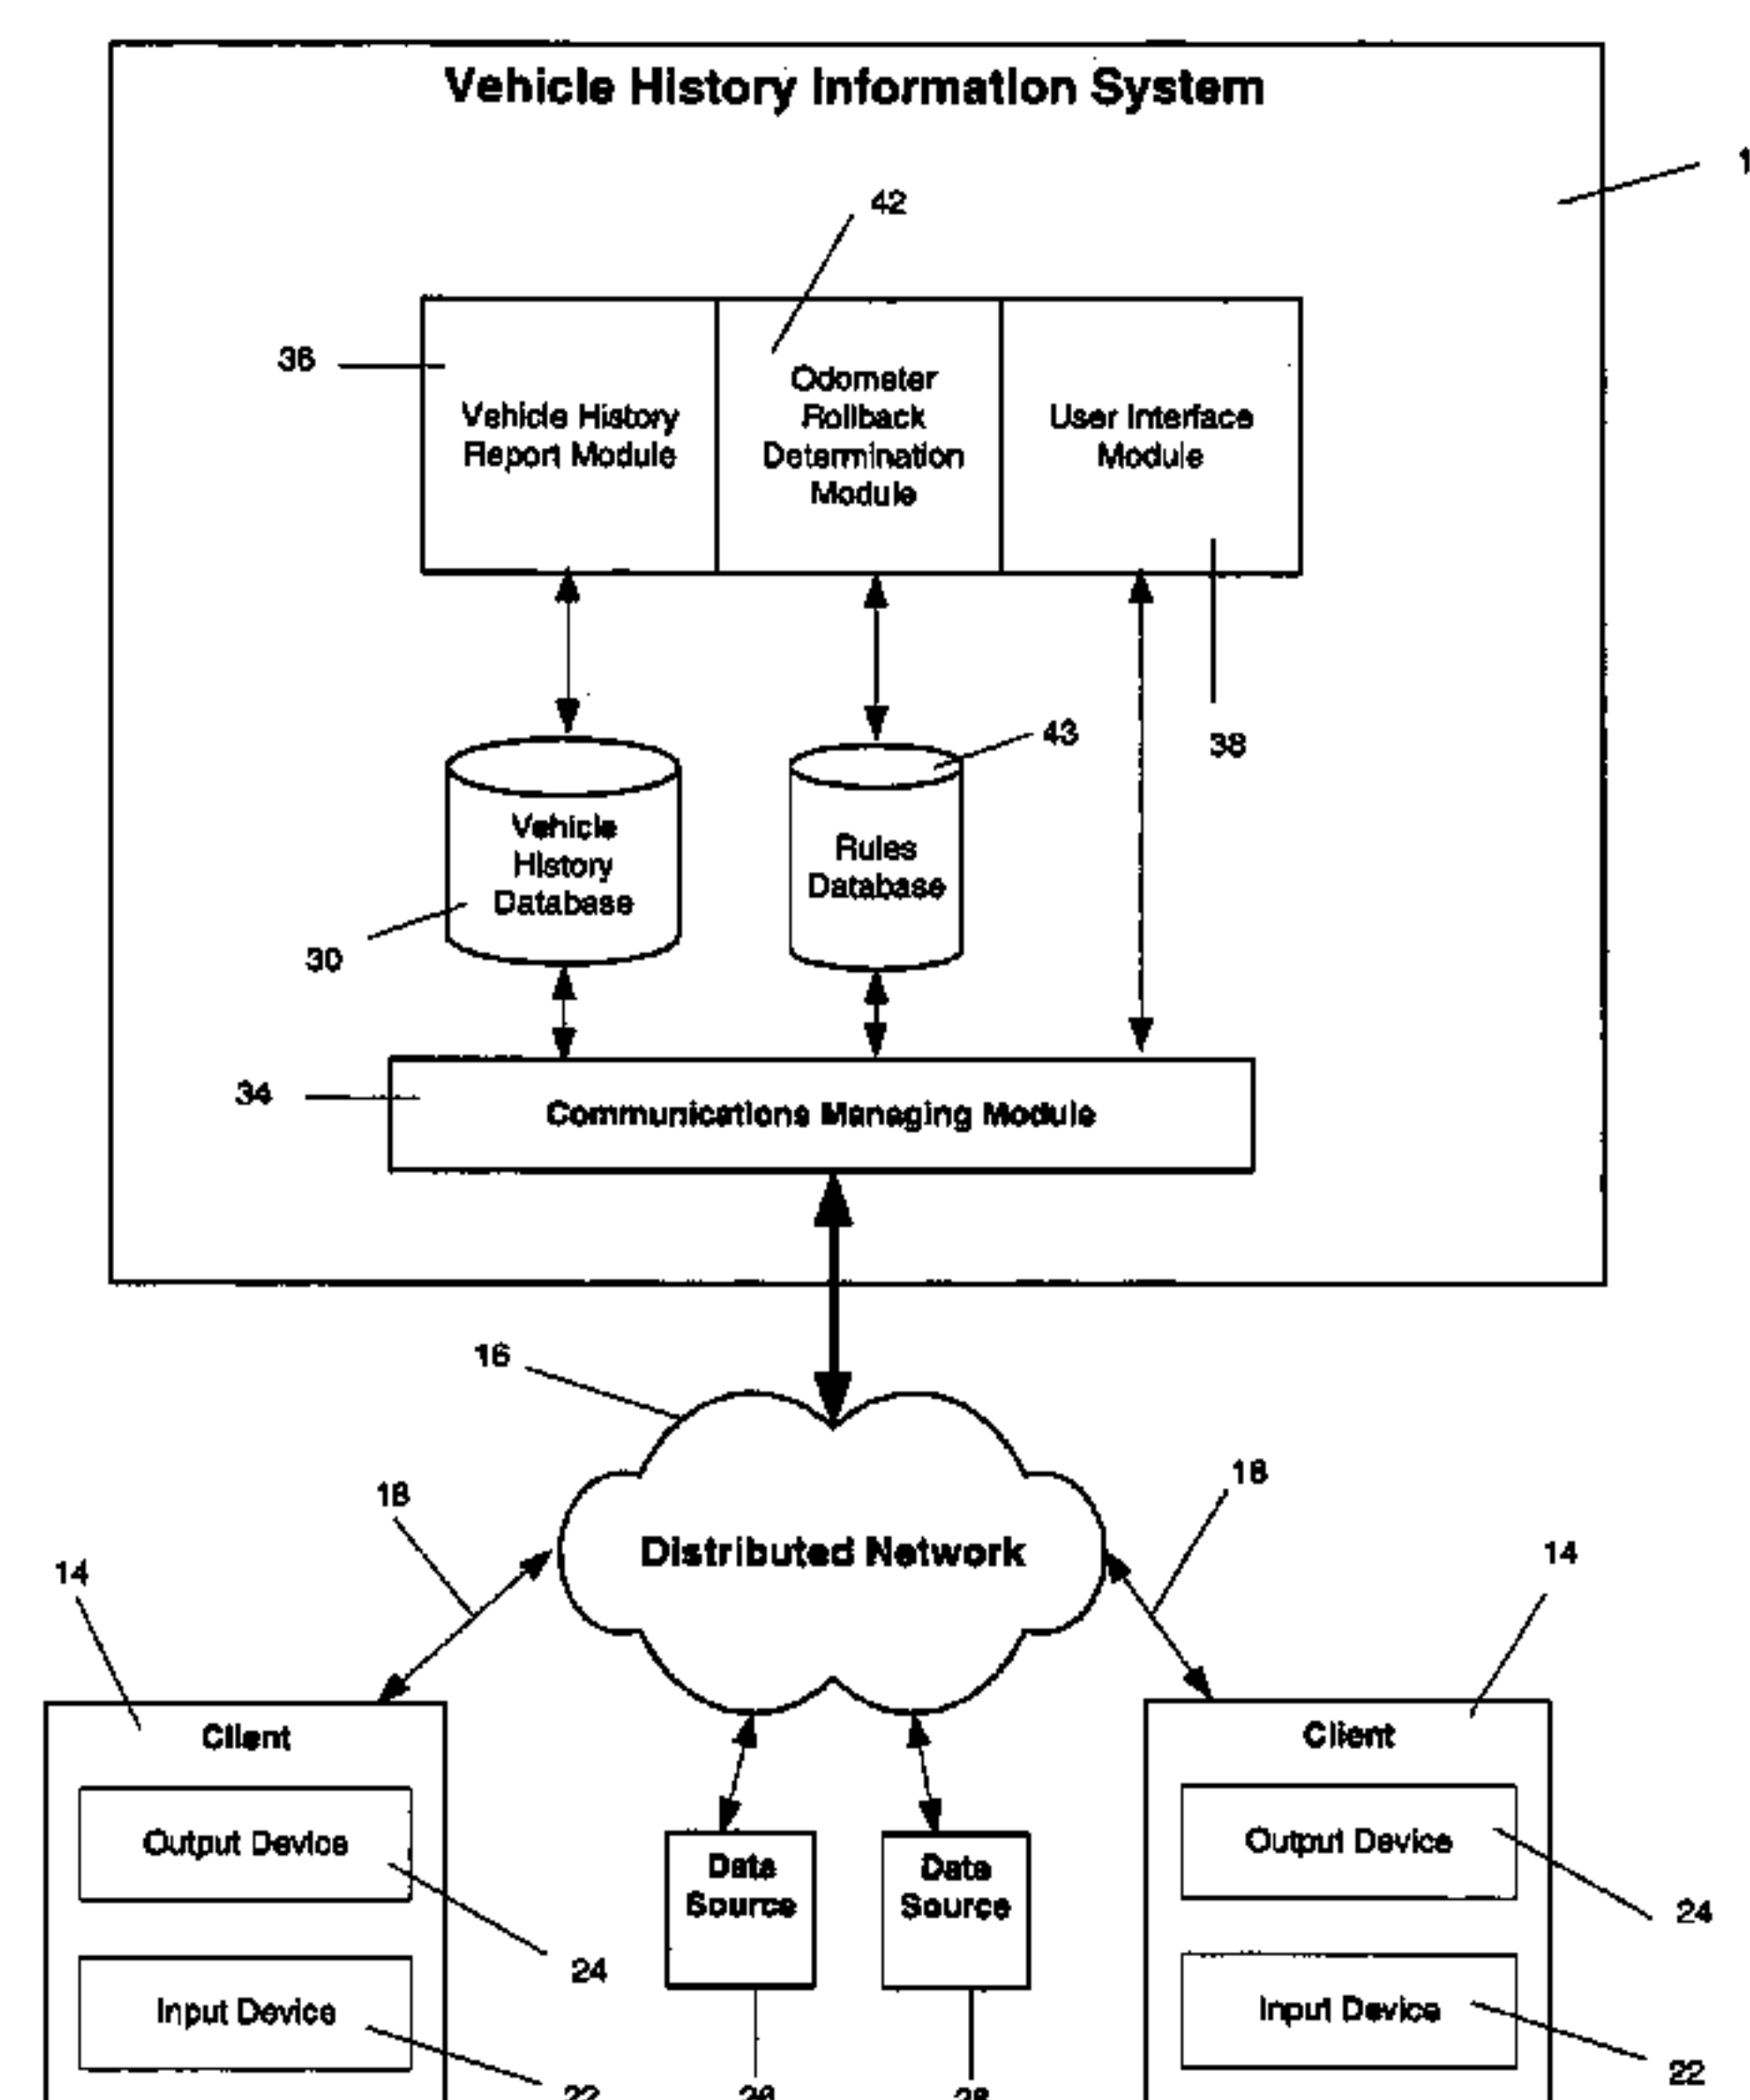 Vehicle History Information System
42
36
Vehicle History
Report Module
Odometer
Rollback
Determination
Module
User Interface
Module
43
38
Vehicle
History
Database
Rules
Database
30
34
Communications Managing Module
16
18
18
14
Distributed Network
14
Client
Output Device
24
Input Device
22
Data
Source
Data
Source
Client
Output Device
24
Input Device
22